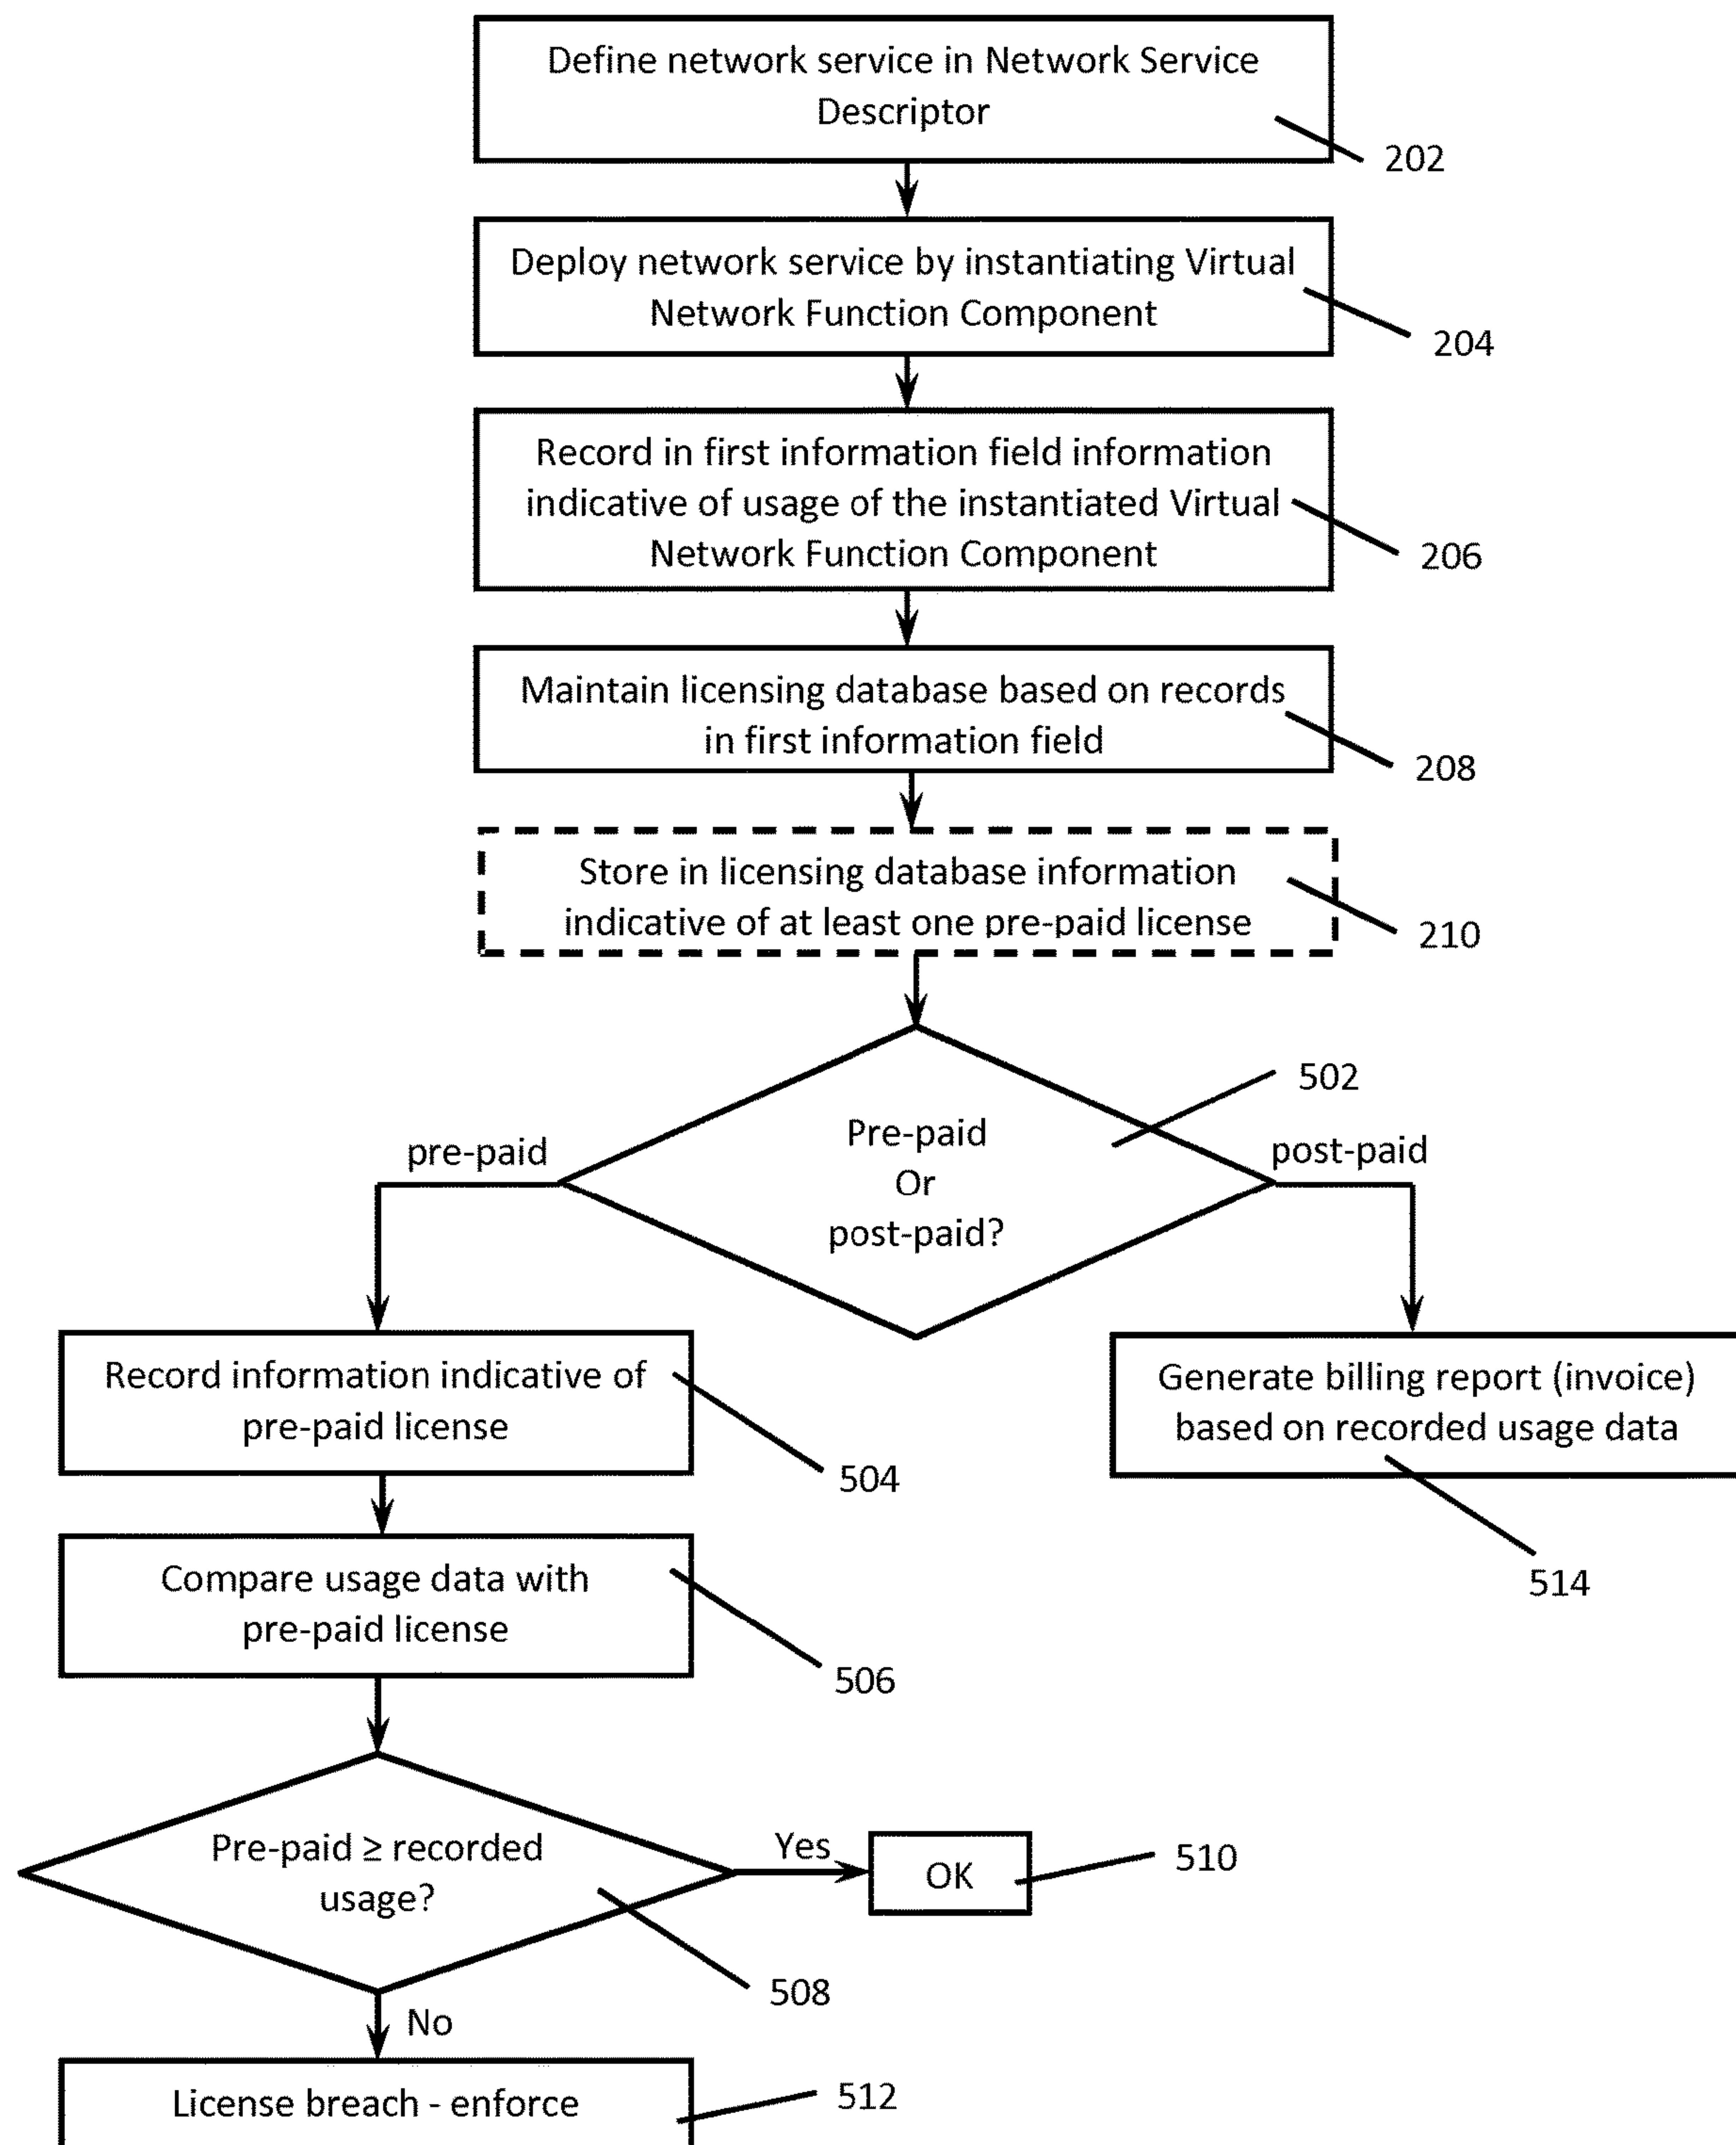 Define network service in Network Service
Descriptor
202
Deploy network service by instantiating Virtual
Network Function Component
204
Record in first information field information
indicative of usage of the instantiated Virtual
Network Function Component
206
Maintain licensing database based on records
in first information field
208
Store in licensing database information
indicative of at least one pre-paid license
210
502
Pre-paid
Or
post-paid?
pre-paid
post-paid
Record information indicative of
pre-paid license
504
Generate billing report (invoice)
based on recorded usage data
514
Compare usage data with
pre-paid license
506
Pre-paid ≥ recorded
usage?
508
Yes
OK
510
No
License breach - enforce
512